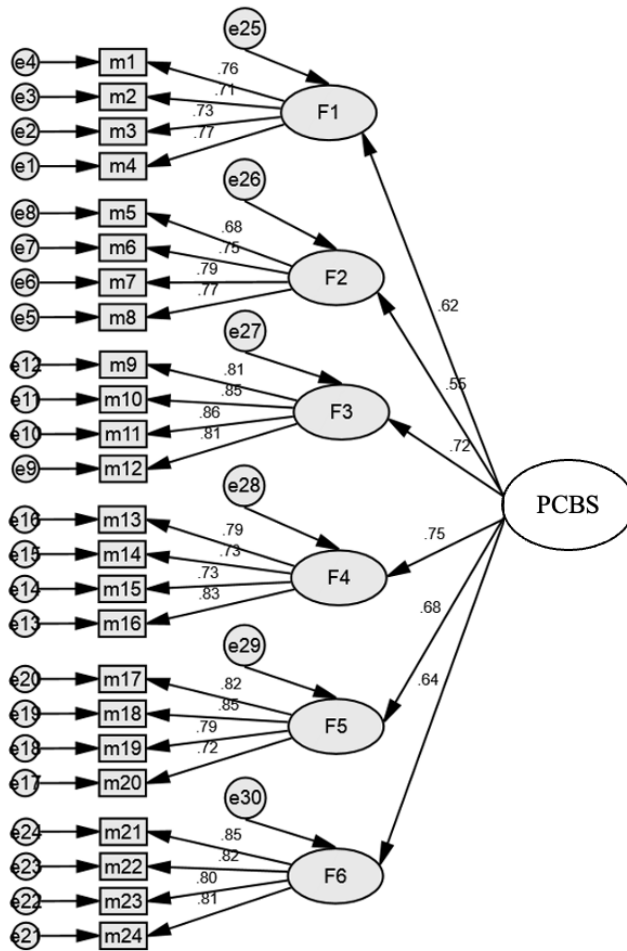 e25
e4 m1 .76
e3 m2 .71 F1
e2 m3 .73
e1 m4 .77
e26
e8 m5 .68
e7 m6 .75 F2
e6 m7 .79
e5 m8 .77
.62
.55
e27
e12 m9 .81
e11 m10 .85 F3
e10 m11 .86
e9 m12 .81
.72
PCBS
e28
e16 m13 .79
e15 m14 .73 F4 .75
e14 m15 .73
e13 m16 .83
.68
.64
e29
e20 m17 .82
e19 m18 .85 F5
e18 m19 .79
e17 m20 .72
e30
e24 m21 .85
e23 m22 .82 F6
e22 m23 .80
e21 m24 .81